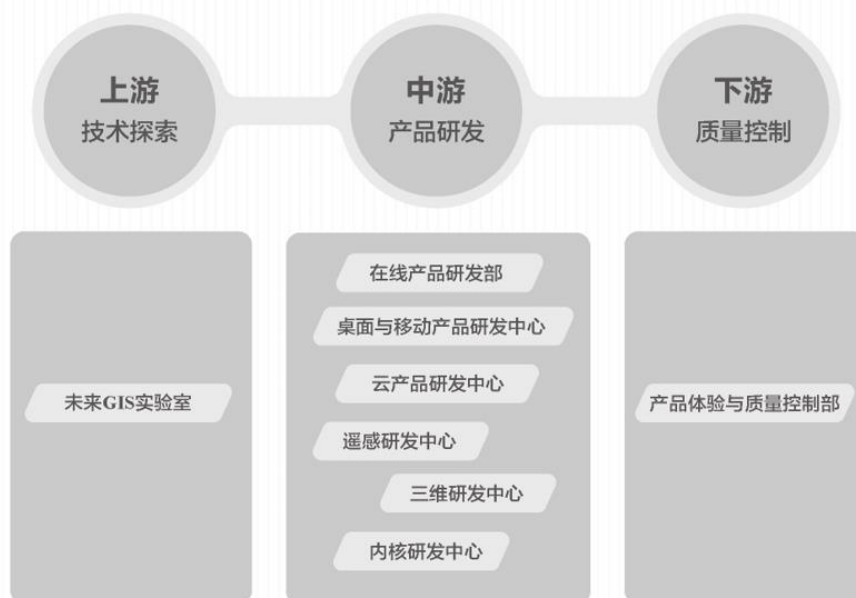 上游
技术探索
中游
产品研发
下游
质量控制
未来GIS实验室
在线产品研发部
桌面与移动产品研发中心
云产品研发中心
遥感研发中心
三维研发中心
内核研发中心
产品体验与质量控制部